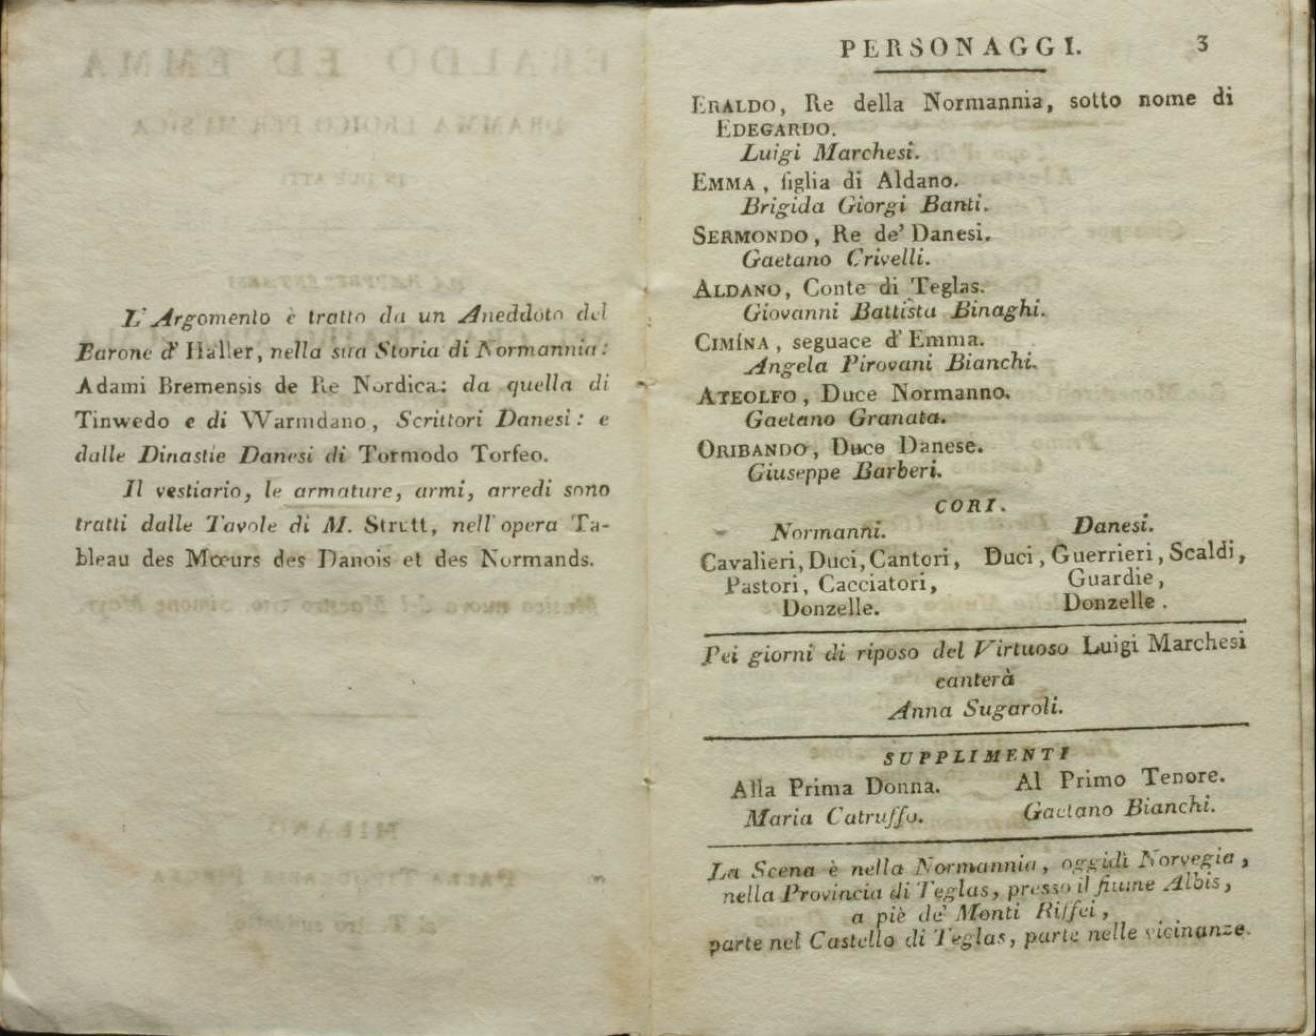 L'Argomento è tratto da un Aneddoto del
Barone d' Haller, nella sua Storia di Normannia:
Adami Bremensis de Re Nordica: da quella di
Tinwedo e di Warmdano, Scrittori Danesi: e
dalle Dinastie Danesi di Tormodo Torfeo.
Il vestiario, le armature, armi, arredi sono
tratti dalle Tavole di M. Strutt, nell' opera Ta-
bleau des Mœurs des Danois et des Normands.
PERSONAGGI. 3
ERALDO, Re della Normannia, sotto nome di
EDEGARDO.
Luigi Marchesi.
EMMA, figlia di Aldano.
Brigida Giorgi Banti.
SERMONDO, Re de' Danesi.
Gaetano Crivelli.
ALDANO, Conte di Teglas.
Giovanni Battista Binaghi.
CIMÍNA, seguace d' Emma.
Angela Pirovani Bianchi.
ATEOLFO, Duce Normanno.
Gaetano Granata.
ORIBANDO, Duce Danese.
Giuseppe Barberi.
CORI.
Normanni. Danesi.
Cavalieri, Duci, Cantori, Duci, Guerrieri, Scaldi,
Pastori, Cacciatori, Guardie,
Donzelle. Donzelle.
Pei giorni di riposo del Virtuoso Luigi Marchesi
canterà
Anna Sugaroli.
SUPPLIMENTI
Alla Prima Donna. Al Primo Tenore.
Maria Catruffo. Gaetano Bianchi.
La Scena è nella Normannia, oggidì Norvegia,
nella Provincia di Teglas, presso il fiume Albis,
a piè de' Monti Riffei,
parte nel Castello di Teglas, parte nelle vicinanze.